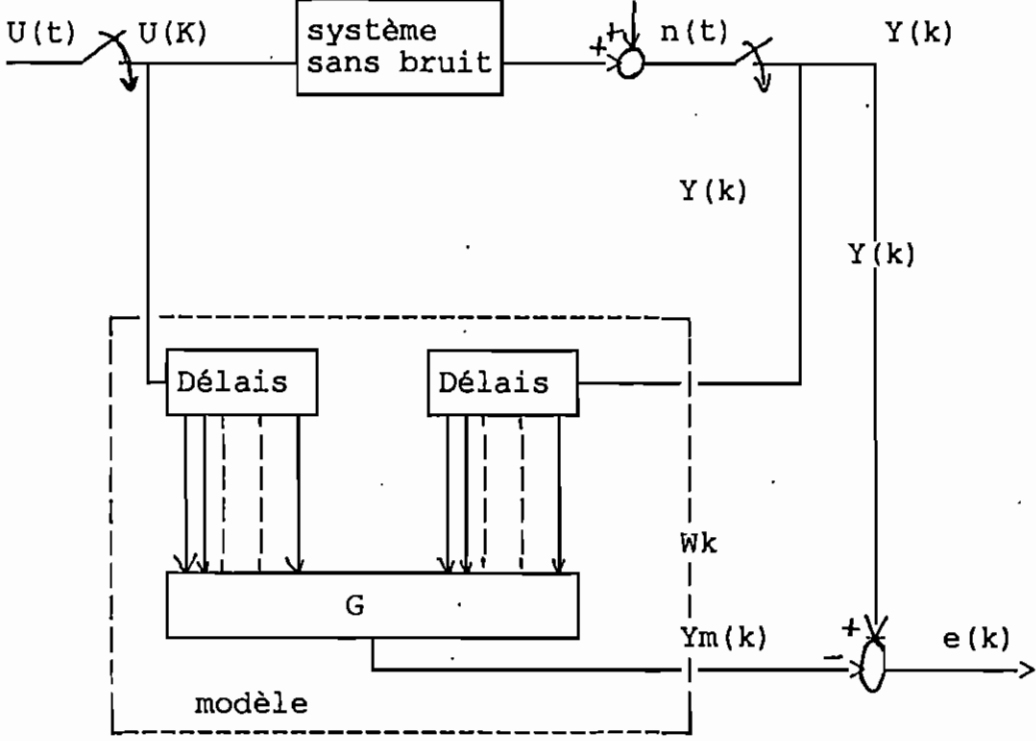 U(t)
U(K)
système
sans bruit
+
+
n(t)
Y(k)
Y(k)
Y(k)
Délais
Délais
Wk
G
Ym(k)
+
-
e(k)
modèle